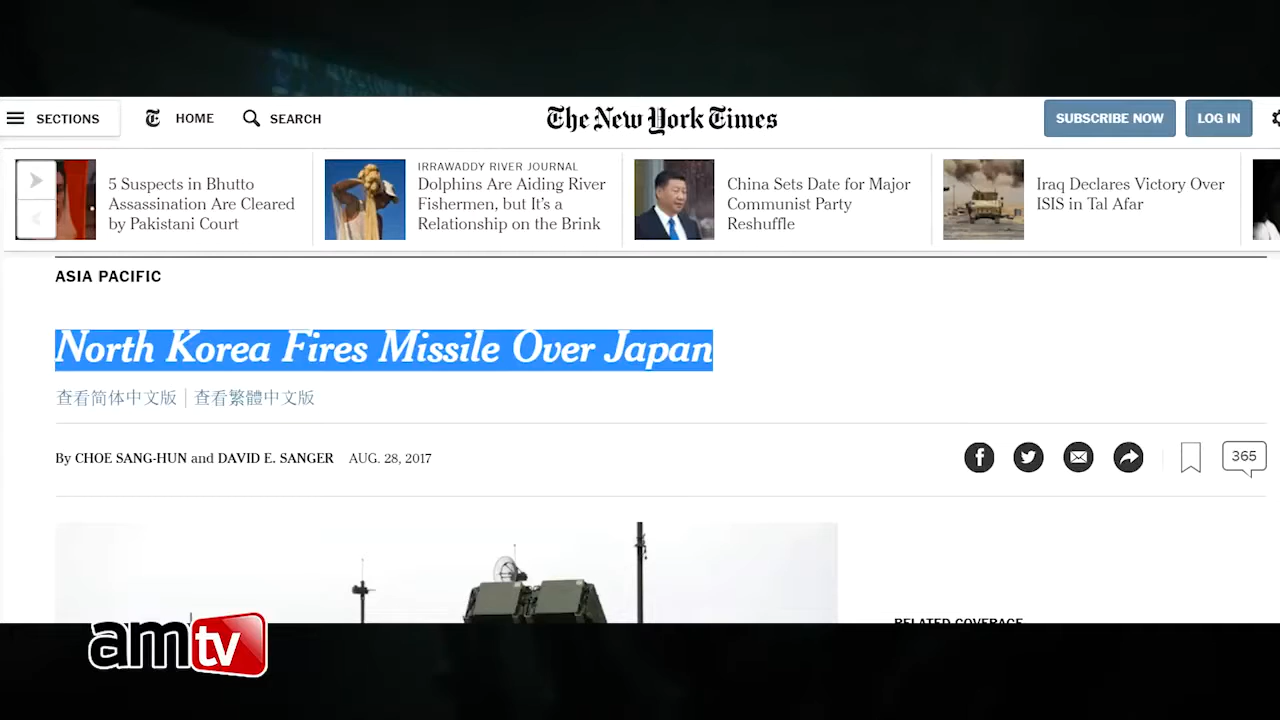 SECTIONS
HOME
SEARCH
The New York Times
SUBSCRIBE NOW
LOG IN
5 Suspects in Bhutto
Assassination Are Cleared
by Pakistani Court
IRRAWADDY RIVER JOURNAL
Dolphins Are Aiding River
Fishermen, but It's a
Relationship on the Brink
China Sets Date for Major
Communist Party
Reshuffle
Iraq Declares Victory Over
ISIS in Tal Afar
ASIA PACIFIC
North Korea Fires Missile Over Japan
查看简体中文版 | 查看繁體中文版
By CHOE SANG-HUN and DAVID E. SANGER AUG. 28, 2017
365
RELATED COVERAGE
amtv